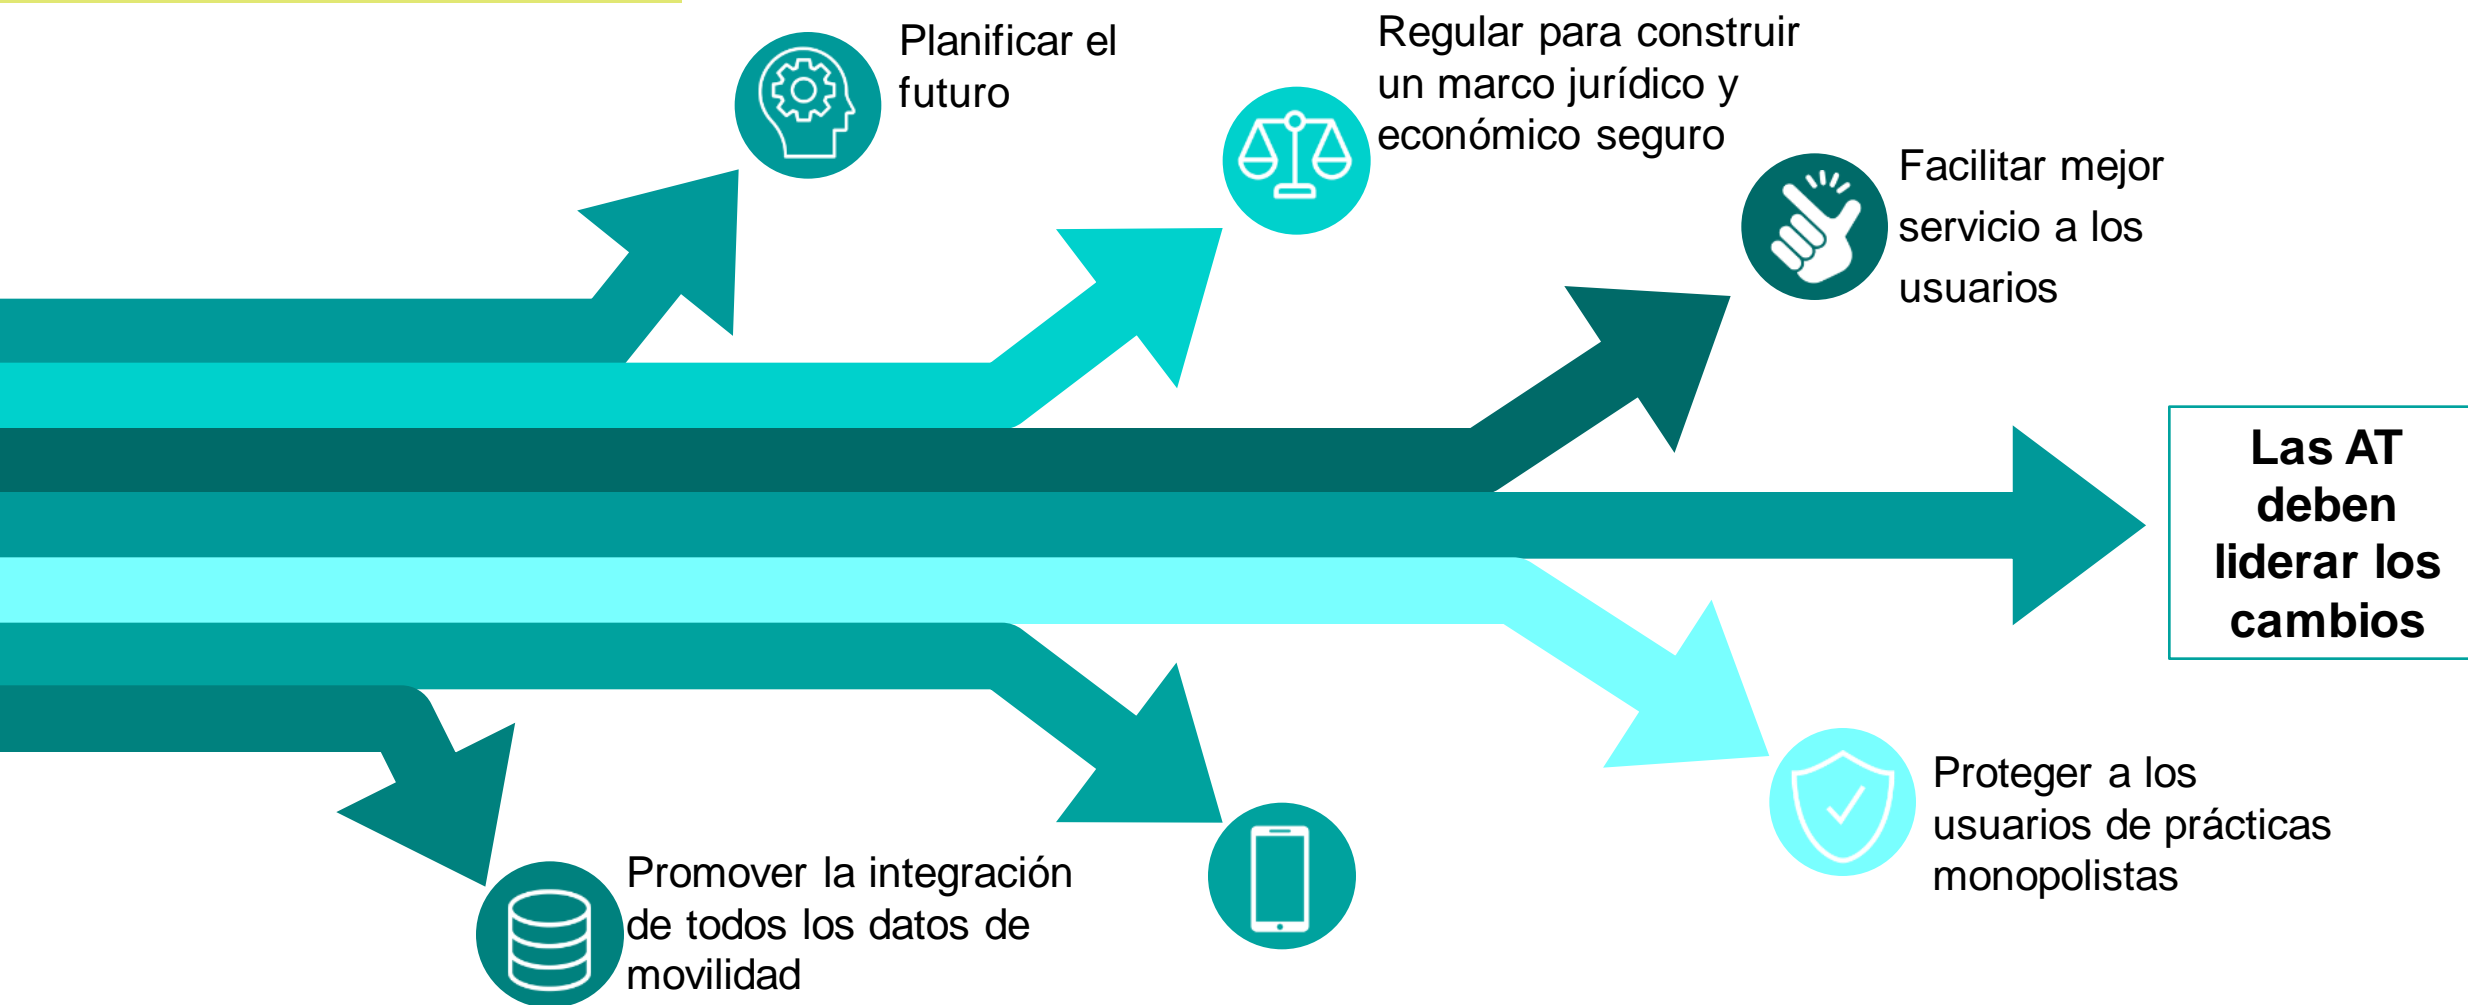 Planificar el
futuro
Regular para construir
un marco jurídico y
económico seguro
Facilitar mejor
servicio a los
usuarios
Las AT
deben
liderar los
cambios
Proteger a los
usuarios de prácticas
monopolistas
Promover la integración
de todos los datos de
movilidad